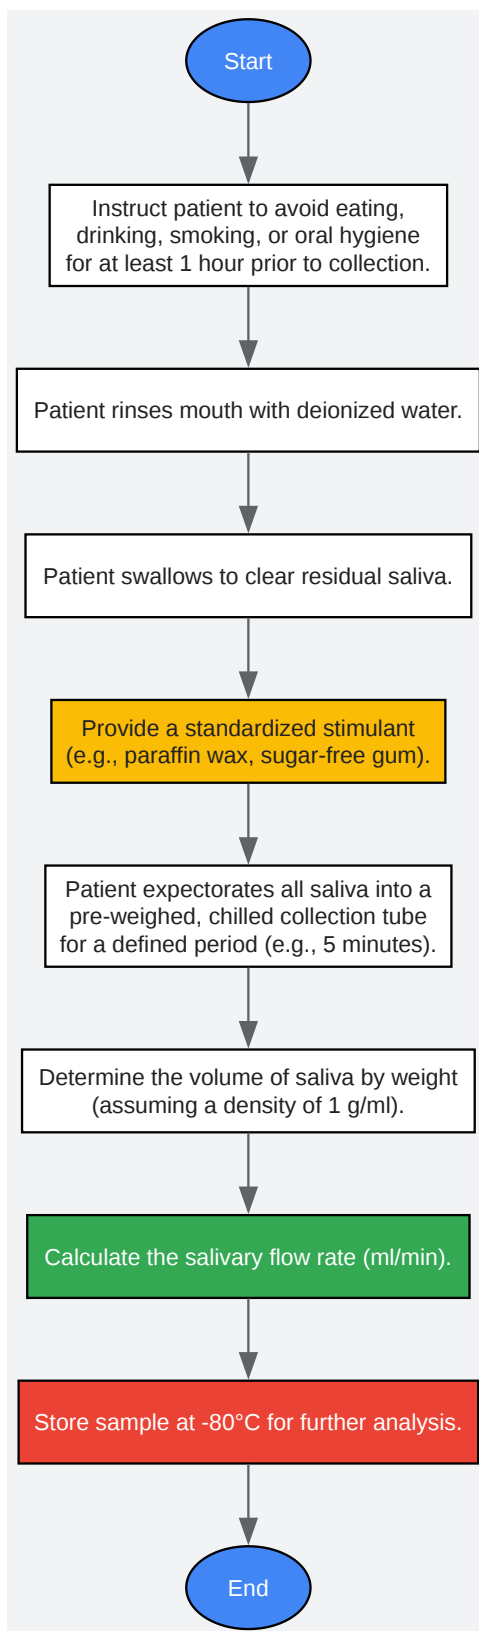 Start
Instruct patient to avoid eating,
drinking, smoking, or oral hygiene
for at least 1 hour prior to collection.
Patient rinses mouth with deionized water.
Patient swallows to clear residual saliva.
Provide a standardized stimulant
(e.g., paraffin wax, sugar-free gum).
Patient expectorates all saliva into a
pre-weighed, chilled collection tube
for a defined period (e.g., 5 minutes).
Determine the volume of saliva by weight
(assuming a density of 1 g/ml).
Calculate the salivary flow rate (ml/min).
Store sample at -80°C for further analysis.
End